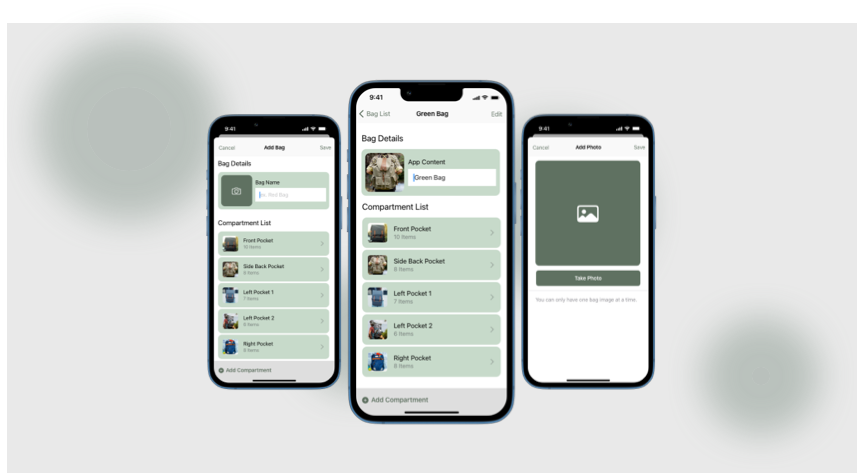 9:41
Cancel
Add Bag
Save
Bag Details
Bag Name
ex. Red Bag
Compartment List
Front Pocket
10 Items
Side Back Pocket
8 Items
Left Pocket 1
7 Items
Left Pocket 2
6 Items
Right Pocket
8 Items
Add Compartment
9:41
Bag List
Green Bag
Edit
Bag Details
App Content
Green Bag
Compartment List
Front Pocket
10 Items
Side Back Pocket
8 Items
Left Pocket 1
7 Items
Left Pocket 2
6 Items
Right Pocket
8 Items
Add Compartment
9:41
Cancel
Add Photo
Save
Take Photo
You can only have one bag image at a time.